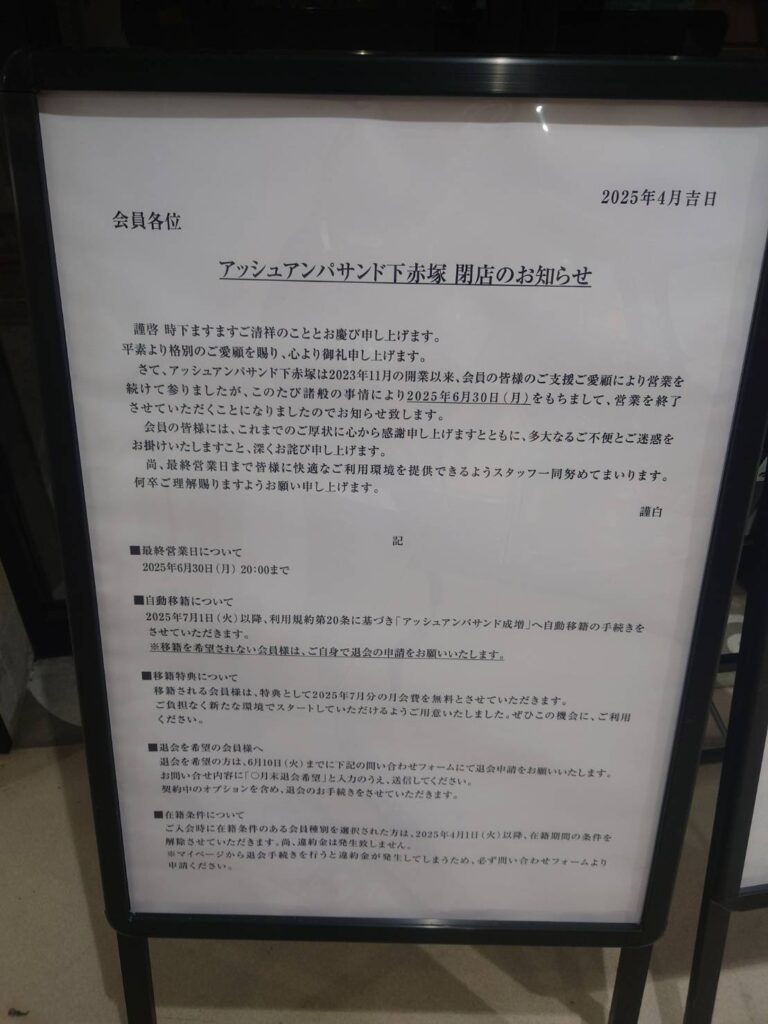 2025年4月吉日
会員各位
アッシュアンパサンド下赤塚 閉店のお知らせ
謹啓 時下ますますご清祥のこととお慶び申し上げます。
平素より格別のご愛顧を賜り、心より御礼申し上げます。
さて、アッシュアンパサンド下赤塚は2023年11月の開業以来、会員の皆様のご支援ご愛顧により営業を
続けて参りましたが、このたび諸般の事情により2025年6月30日(月)をもちまして、営業を終了
させていただくことになりましたのでお知らせ致します。
会員の皆様には、これまでのご厚状に心から感謝申し上げますとともに、多大なるご不便とご迷惑を
お掛けいたしますこと、深くお詫び申し上げます。
尚、最終営業日まで皆様に快適なご利用環境を提供できるようスタッフ一同努めてまいります。
何卒ご理解賜りますようお願い申し上げます。
謹白
記
■最終営業日について
2025年6月30日(月) 20:00まで
■自動移籍について
2025年7月1日(火)以降、利用規約第20条に基づき「アッシュアンパサンド成増」へ自動移籍の手続きを
させていただきます。
※移籍を希望されない会員様は、ご自身で退会の申請をお願いいたします。
■移籍特典について
移籍される会員様は、特典として2025年7月分の月会費を無料とさせていただきます。
ご負担なく新たな環境でスタートしていただけるようご用意いたしました。ぜひこの機会に、ご利用
ください。
■退会を希望の会員様へ
退会を希望の方は、6月10日(火)までに下記の問い合わせフォームにて退会申請をお願いいたします。
お問い合せ内容に「〇月末退会希望」と入力のうえ、送信してください。
契約中のオプションを含め、退会のお手続きをさせていただきます。
■在籍条件について
ご入会時に在籍条件のある会員種別を選択された方は、2025年4月1日(火)以降、在籍期間の条件を
解除させていただきます。尚、違約金は発生致しません。
※マイページから退会手続きを行うと違約金が発生してしまうため、必ず問い合わせフォームより
申請ください。